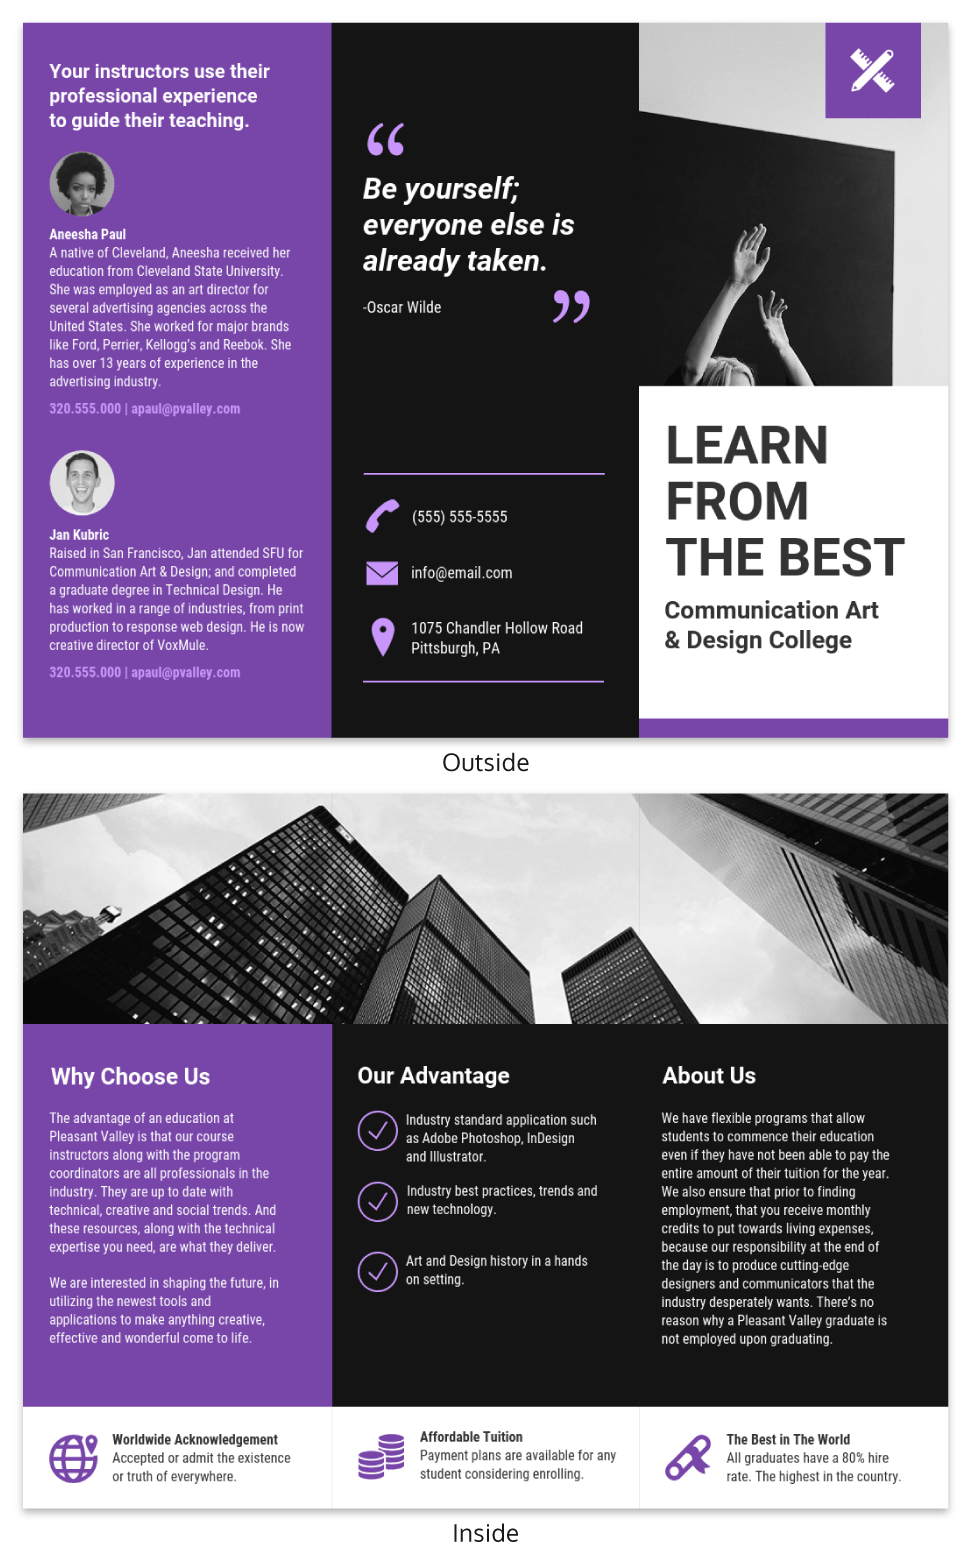 Your instructors use their
professional experience
to guide their teaching.
Aneesha Paul
A native of Cleveland, Aneesha received her
education from Cleveland State University.
She was employed as an art director for
several advertising agencies across the
United States. She worked for major brands
like Ford, Perrier, Kellogg's and Reebok. She
has over 13 years of experience in the
advertising industry.
320.555.000 | apaul@pvalley.com
Jan Kubric
Raised in San Francisco, Jan attended SFU for
Communication Art & Design; and completed
a graduate degree in Technical Design. He
has worked in a range of industries, from print
production to response web design. He is now
creative director of VoxMule.
320.555.000 | apaul@pvalley.com
“
Be yourself;
everyone else is
already taken.
”
-Oscar Wilde
(555) 555-5555
info@email.com
1075 Chandler Hollow Road
Pittsburgh, PA
LEARN
FROM
THE BEST
Communication Art
& Design College
Outside
Why Choose Us
The advantage of an education at
Pleasant Valley is that our course
instructors along with the program
coordinators are all professionals in the
industry. They are up to date with
technical, creative and social trends. And
these resources, along with the technical
expertise you need, are what they deliver.
We are interested in shaping the future, in
utilizing the newest tools and
applications to make anything creative,
effective and wonderful come to life.
Our Advantage
Industry standard application such
as Adobe Photoshop, InDesign
and Illustrator.
Industry best practices, trends and
new technology.
Art and Design history in a hands
on setting.
About Us
We have flexible programs that allow
students to commence their education
even if they have not been able to pay the
entire amount of their tuition for the year.
We also ensure that prior to finding
employment, that you receive monthly
credits to put towards living expenses,
because our responsibility at the end of
the day is to produce cutting-edge
designers and communicators that the
industry desperately wants. There's no
reason why a Pleasant Valley graduate is
not employed upon graduating.
Worldwide Acknowledgement
Accepted or admit the existence
or truth of everywhere.
Affordable Tuition
Payment plans are available for any
student considering enrolling.
The Best in The World
All graduates have a 80% hire
rate. The highest in the country.
Inside